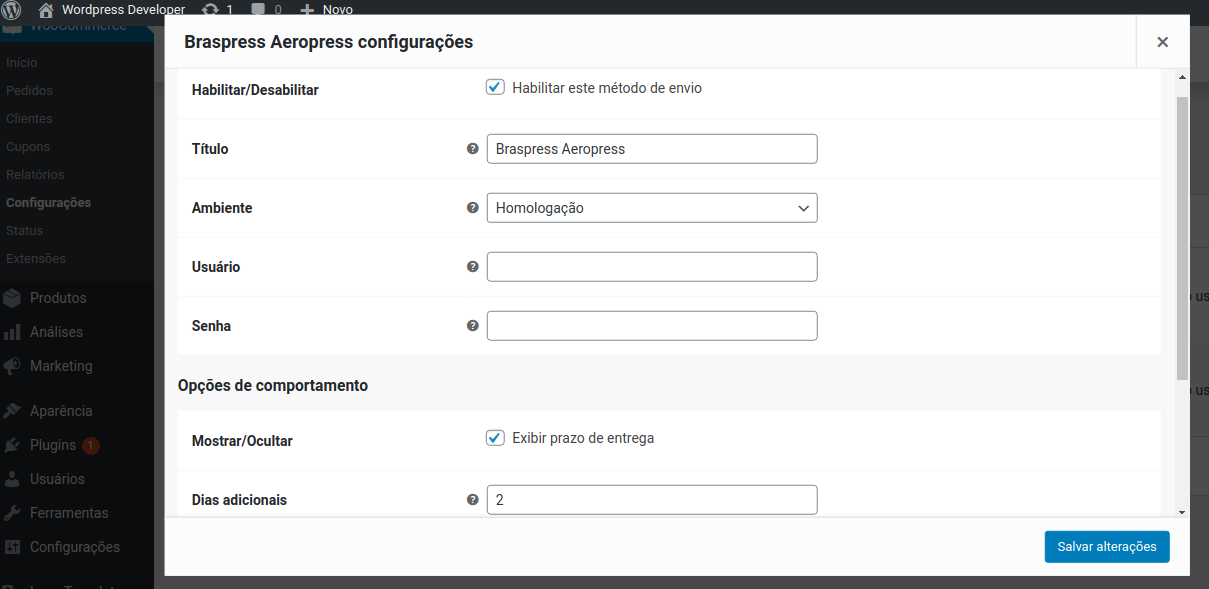 Wordpress Developer 1 0 Novo
WooCommerce
Início
Pedidos
Clientes
Cupons
Relatórios
Configurações
Status
Extensões
Produtos
Análises
Marketing
Aparência
Plugins 1
Usuários
Ferramentas
Configurações
Braspress Aeropress configurações
Habilitar/Desabilitar
Habilitar este método de envio
Título
Braspress Aeropress
Ambiente
Homologação
Usuário
Senha
Opções de comportamento
Mostrar/Ocultar
Exibir prazo de entrega
Dias adicionais
2
Salvar alterações
us
us